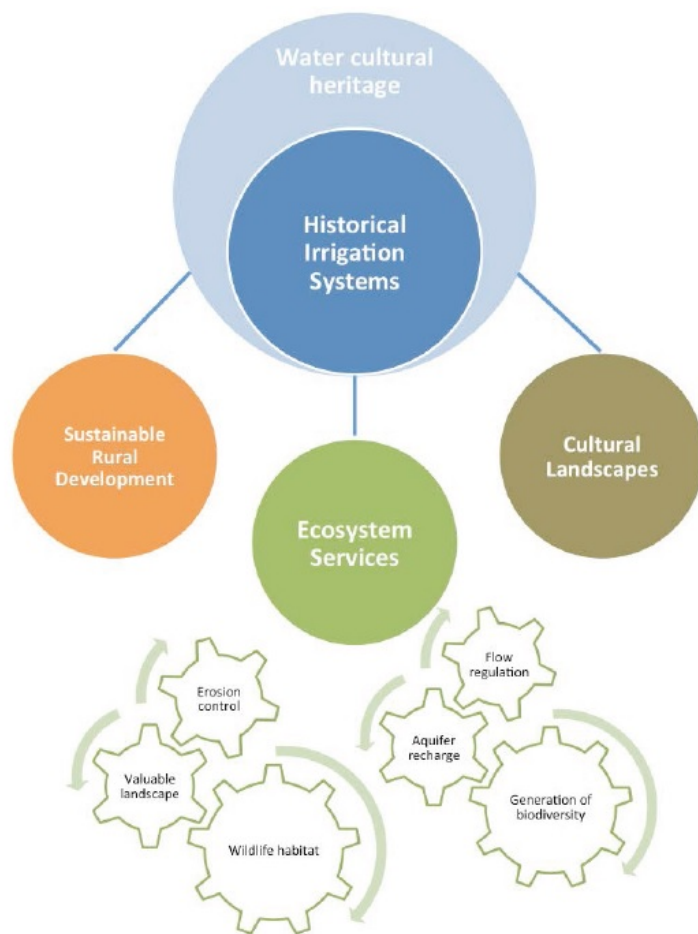 Water cultural
heritage
Historical
Irrigation
Systems
Sustainable
Rural
Development
Ecosystem
Services
Cultural
Landscapes
Erosion
control
Valuable
landscape
Wildlife habitat
Flow
regulation
Aquifer
recharge
Generation of
biodiversity